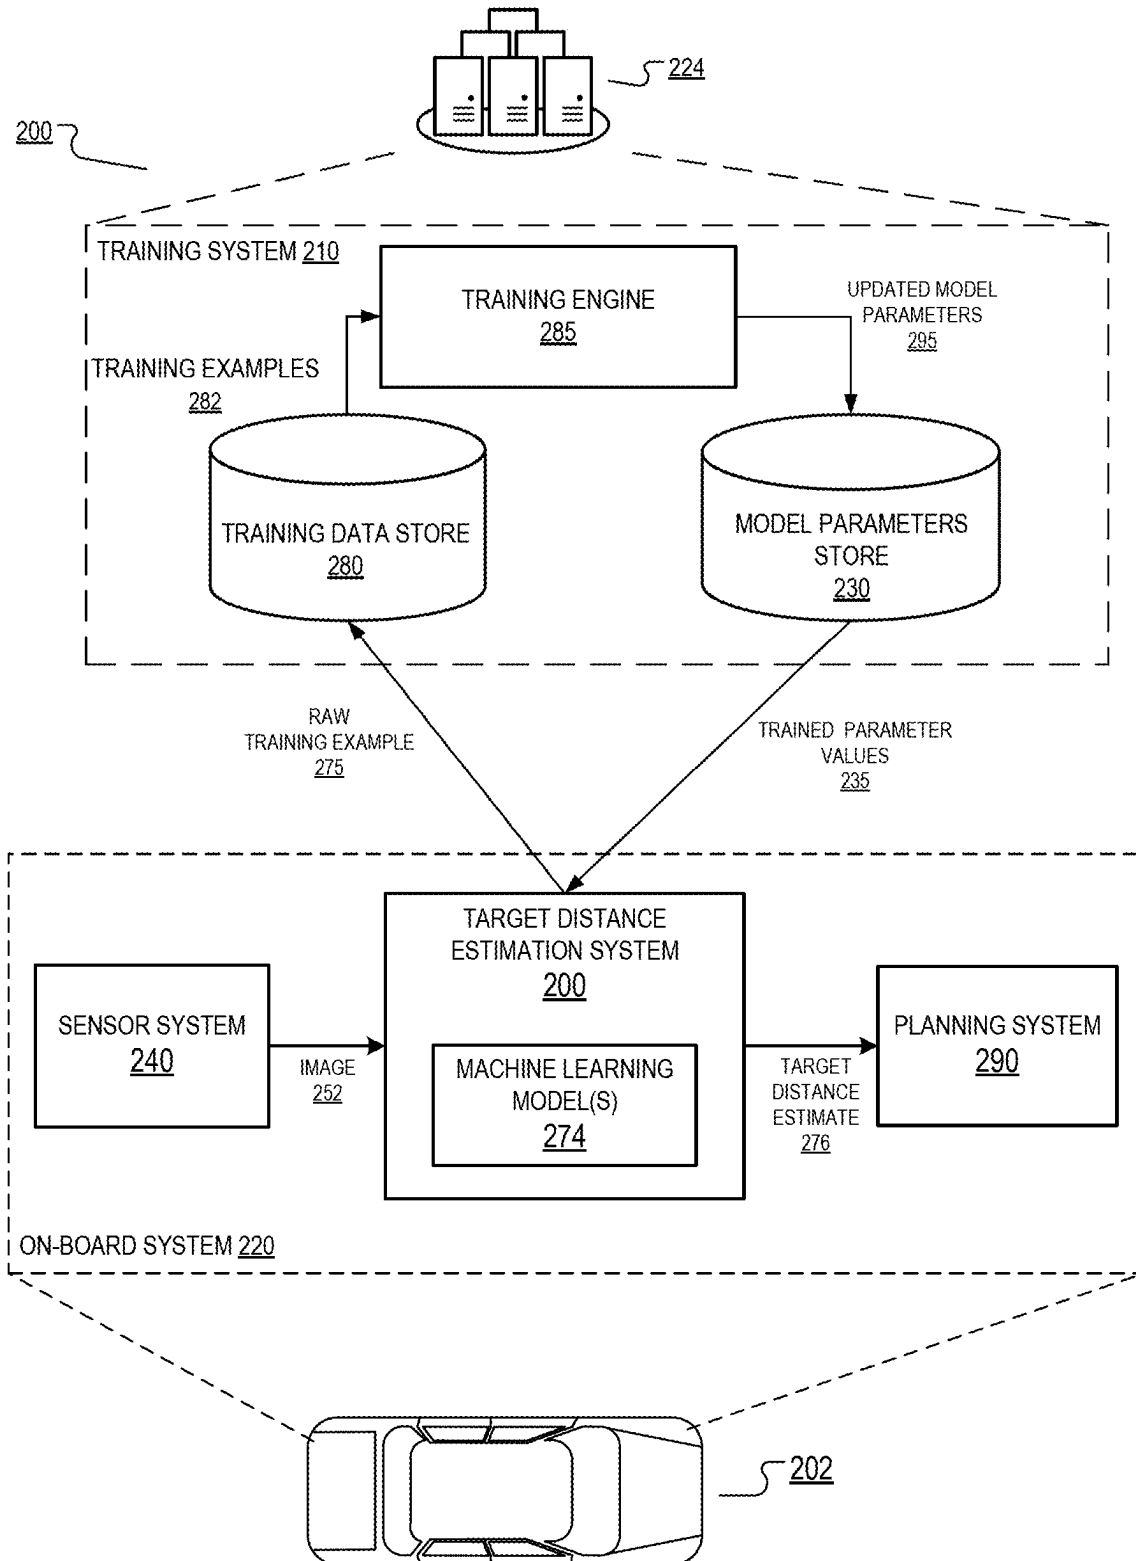 224
200
TRAINING SYSTEM 210
TRAINING ENGINE
285
UPDATED MODEL
PARAMETERS
295
TRAINING EXAMPLES
282
TRAINING DATA STORE
280
MODEL PARAMETERS
STORE
230
RAW
TRAINING EXAMPLE
275
TRAINED PARAMETER
VALUES
235
TARGET DISTANCE
ESTIMATION SYSTEM
200
SENSOR SYSTEM
240
IMAGE
252
MACHINE LEARNING
MODEL(S)
274
TARGET
DISTANCE
ESTIMATE
276
PLANNING SYSTEM
290
ON-BOARD SYSTEM 220
202